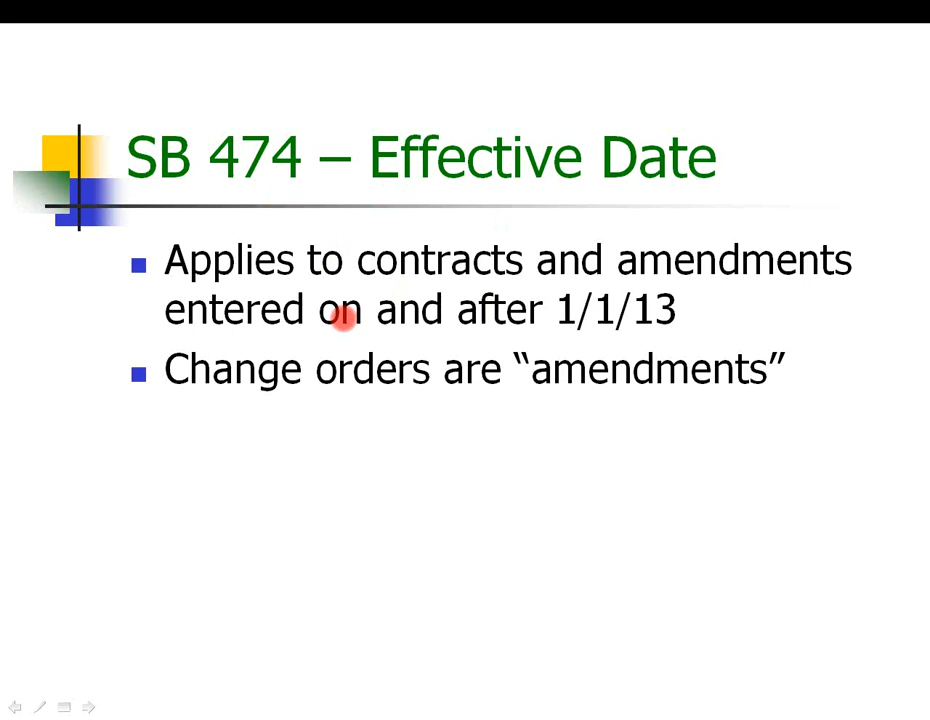 SB 474 – Effective Date
Applies to contracts and amendments
entered on and after 1/1/13
Change orders are “amendments”